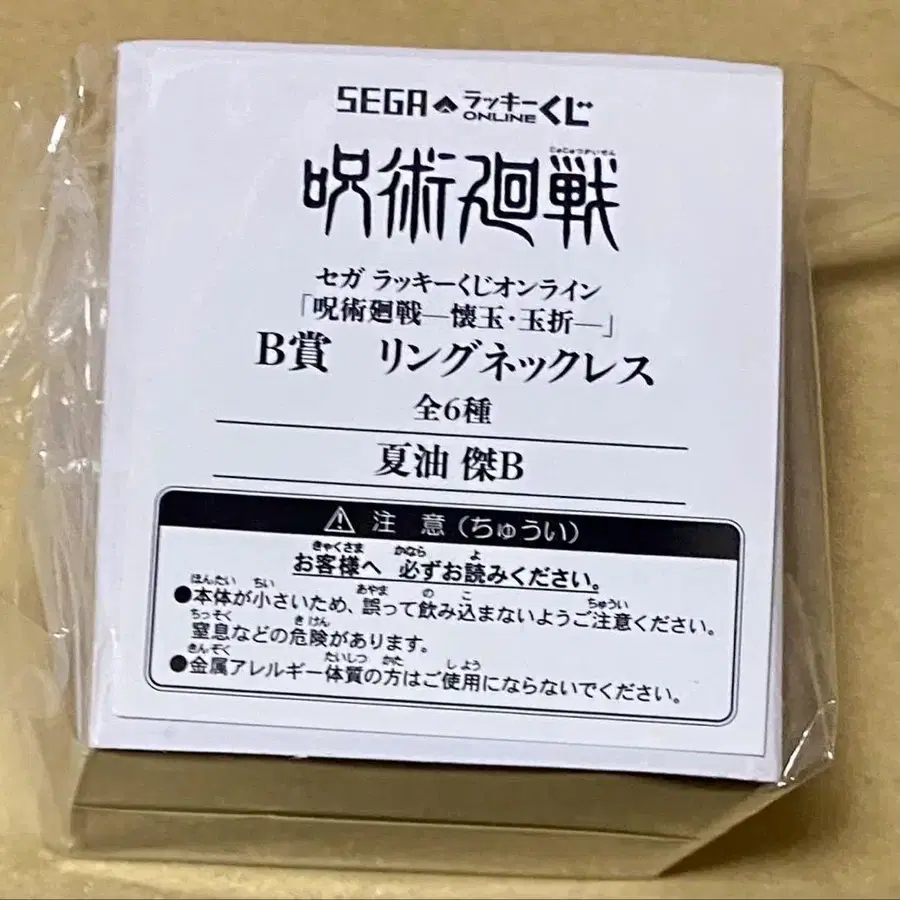 SEGA ラッキーくじ ONLINE
じゅじゅつかいせん
呪術廻戦
セガ ラッキーくじオンライン
「呪術廻戦―懐玉・玉折―」
B賞 リングネックレス
全6種
夏油 傑B
注 意(ちゅうい)
きゃくさま かなら よ
お客様へ 必ずお読みください。
ほんたい ちい あやま の こ ちゅうい
●本体が小さいため、誤って飲み込まないようご注意ください。
ちっそく きけん
窒息などの危険があります。
きんぞく たいしつ かた しよう
●金属アレルギー体質の方はご使用にならないでください。